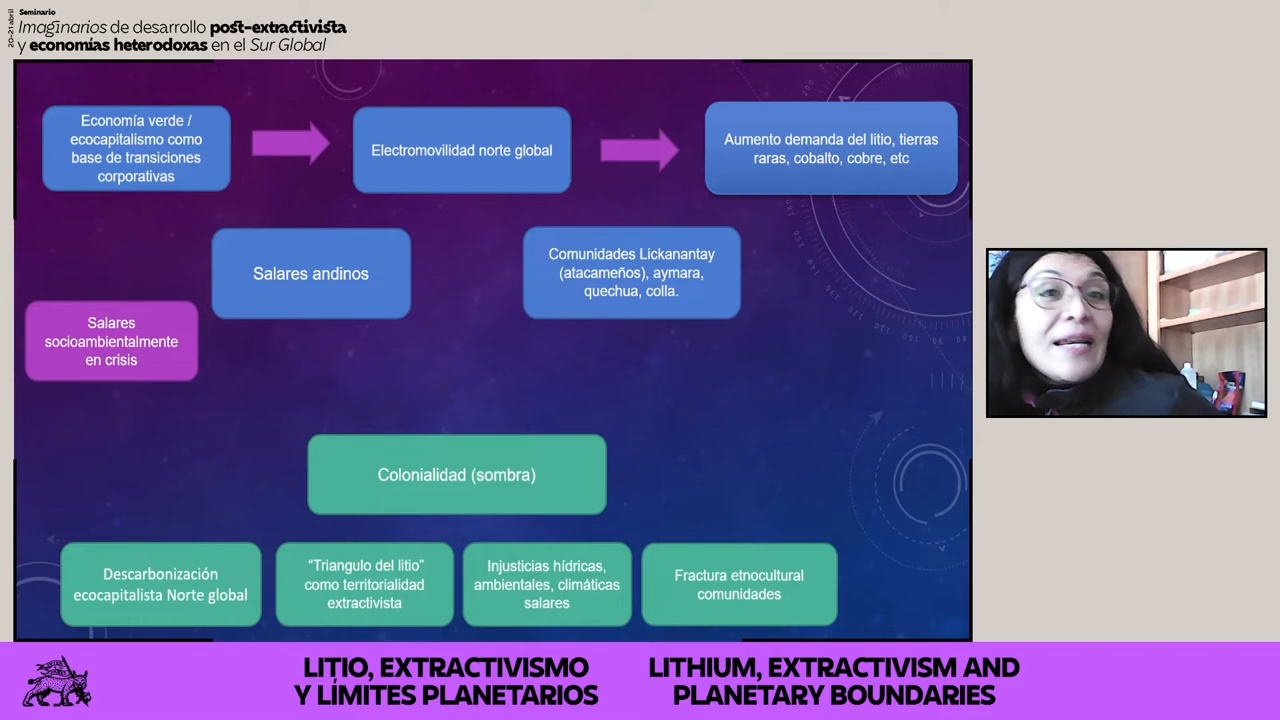 20-21 abril
Seminario
Imaginarios de desarrollo post-extractivista
y economías heterodoxas en el Sur Global
Economía verde /
ecocapitalismo como
base de transiciones
corporativas
Electromovilidad norte global
Aumento demanda del litio, tierras
raras, cobalto, cobre, etc
Salares andinos
Comunidades Lickanantay
(atacameños), aymara,
quechua, colla.
Salares
socioambientalmente
en crisis
Colonialidad (sombra)
Descarbonización
ecocapitalista Norte global
“Triangulo del litio”
como territorialidad
extractivista
Injusticias hídricas,
ambientales, climáticas
salares
Fractura etnocultural
comunidades
LITIO, EXTRACTIVISMO
Y LÍMITES PLANETARIOS
LITHIUM, EXTRACTIVISM AND
PLANETARY BOUNDARIES